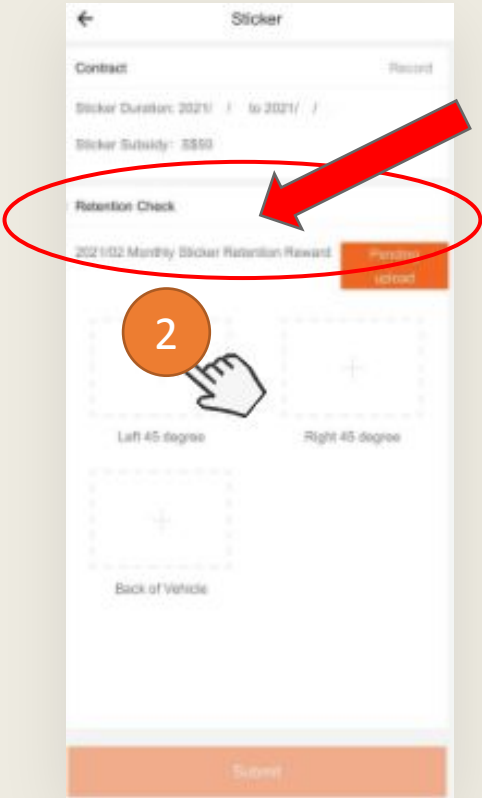 Sticker
Contract Record
Sticker Duration: 2021/ / to 2021/ /
Sticker Subsidy: S$50
Retention Check
2021/02 Monthly Sticker Retention Reward Pending
upload
2
Left 45 degree Right 45 degree
Back of Vehicle
Submit